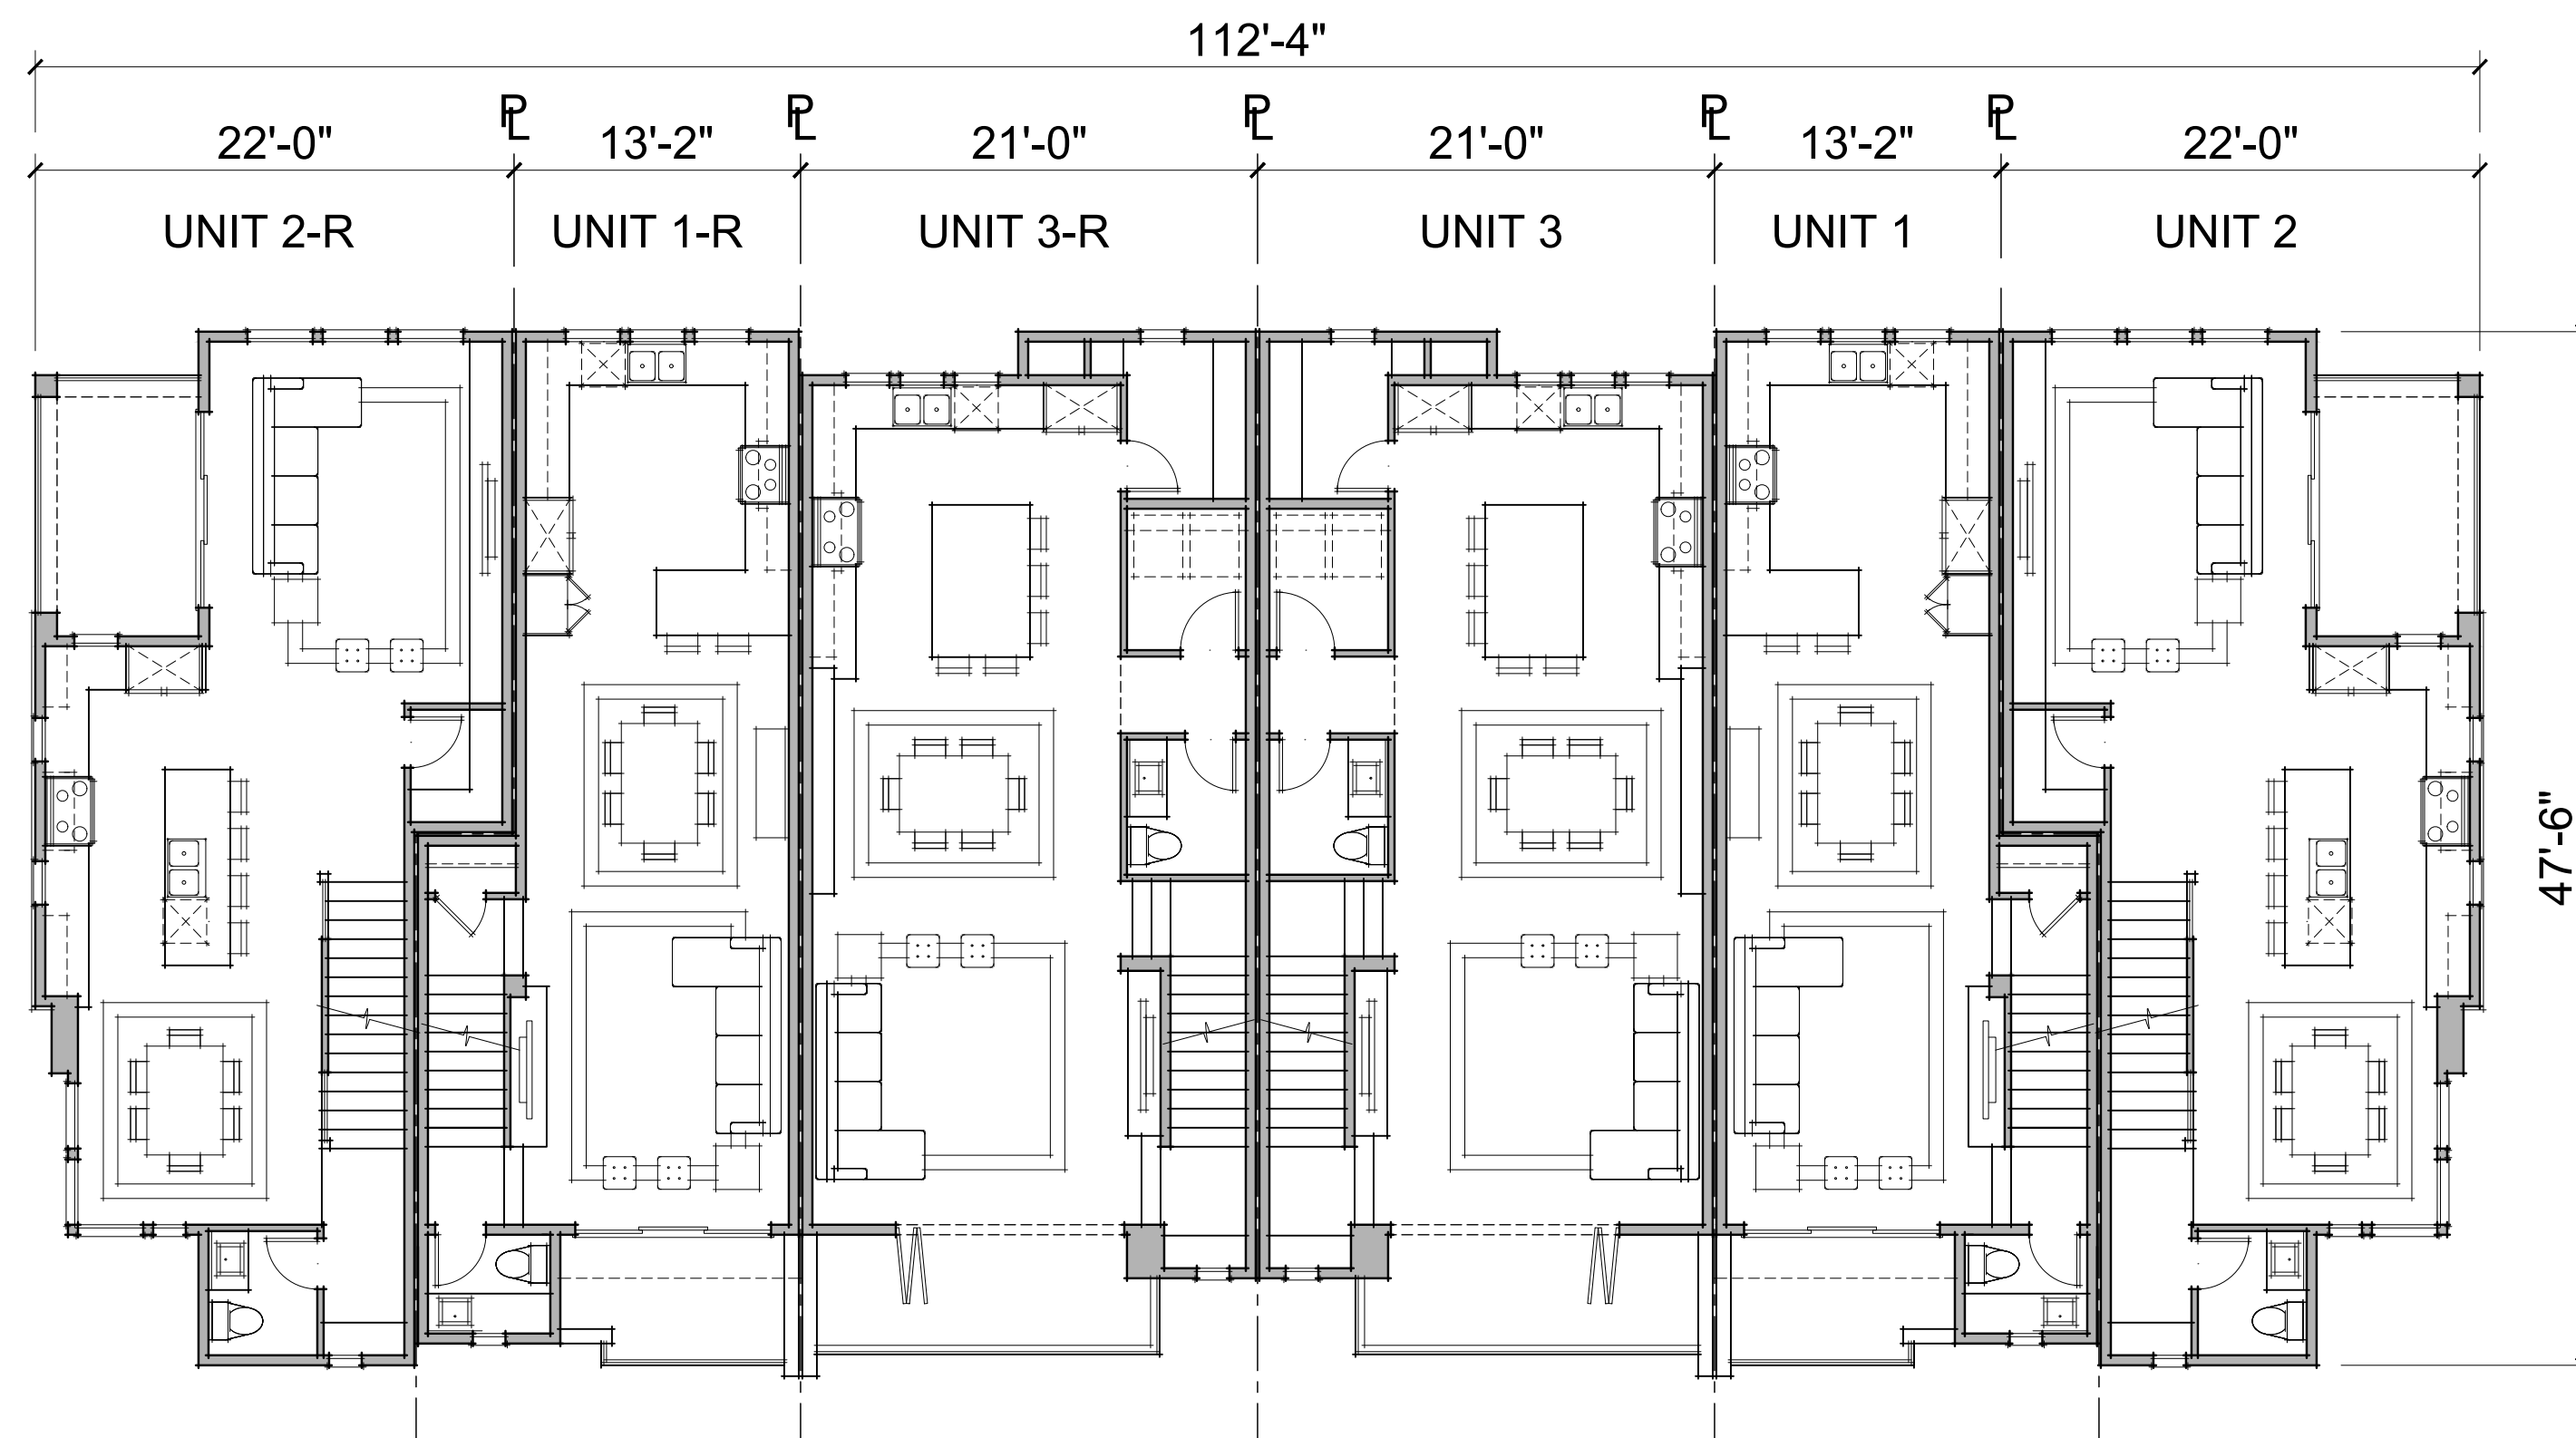 112'-4"
PL PL PL PL PL
22'-0" 13'-2" 21'-0" 21'-0" 13'-2" 22'-0"
UNIT 2-R UNIT 1-R UNIT 3-R UNIT 3 UNIT 1 UNIT 2
47'-6"